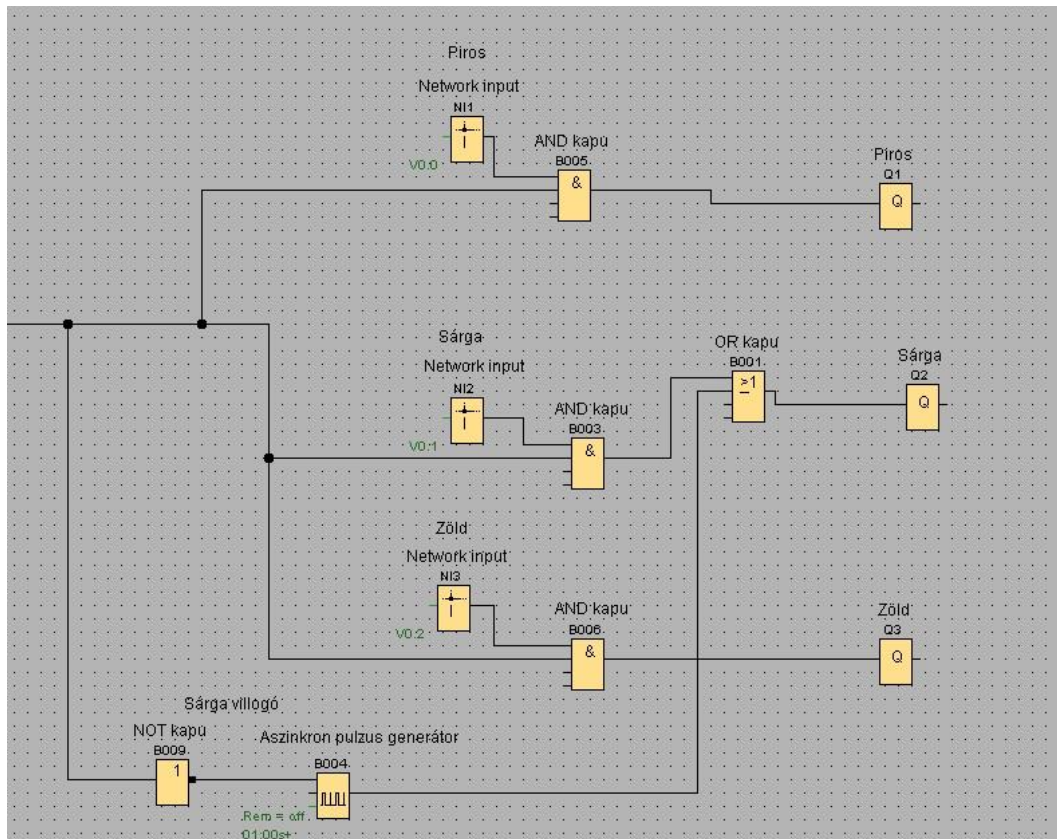 Piros
Network input
NI1
V0:0
AND kapu
B005
&
Piros
Q1
Q
Sárga
Network input
NI2
V0:1
AND kapu
B003
&
OR kapu
B001
>1
Sárga
Q2
Q
Zöld
Network input
NI3
V0:2
AND kapu
B006
&
Zöld
Q3
Q
Sárga villogó
NOT kapu
B009
1
Aszinkron pulzus generátor
B004
Rem = off
01:00s+